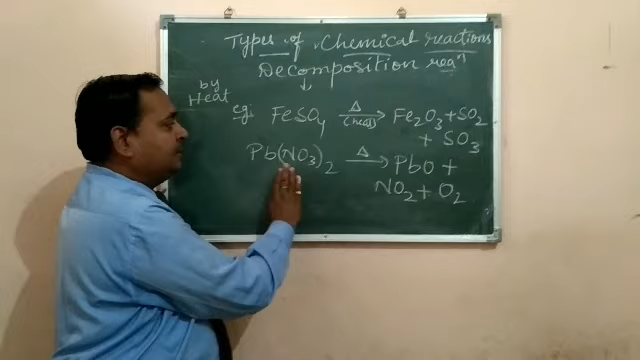 Types of Chemical reactions
Decomposition reaⁿ
↓
by
Heat
eg: FeSO₄ —Δ (heat)→ Fe₂O₃ + SO₂
+ SO₃
Pb(NO₃)₂ —Δ→ PbO +
NO₂ + O₂